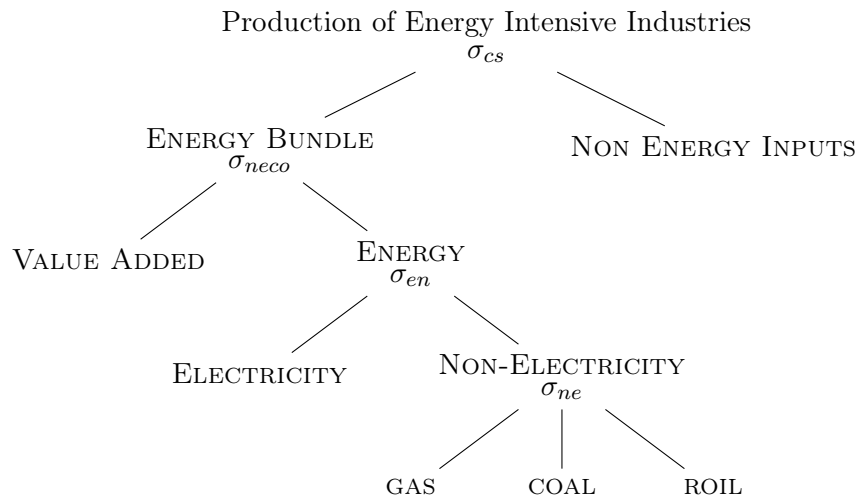 Production of Energy Intensive Industries
σcs
Energy Bundle
σneco
Non Energy Inputs
Value Added
Energy
σen
Electricity
Non-Electricity
σne
gas
coal
roil